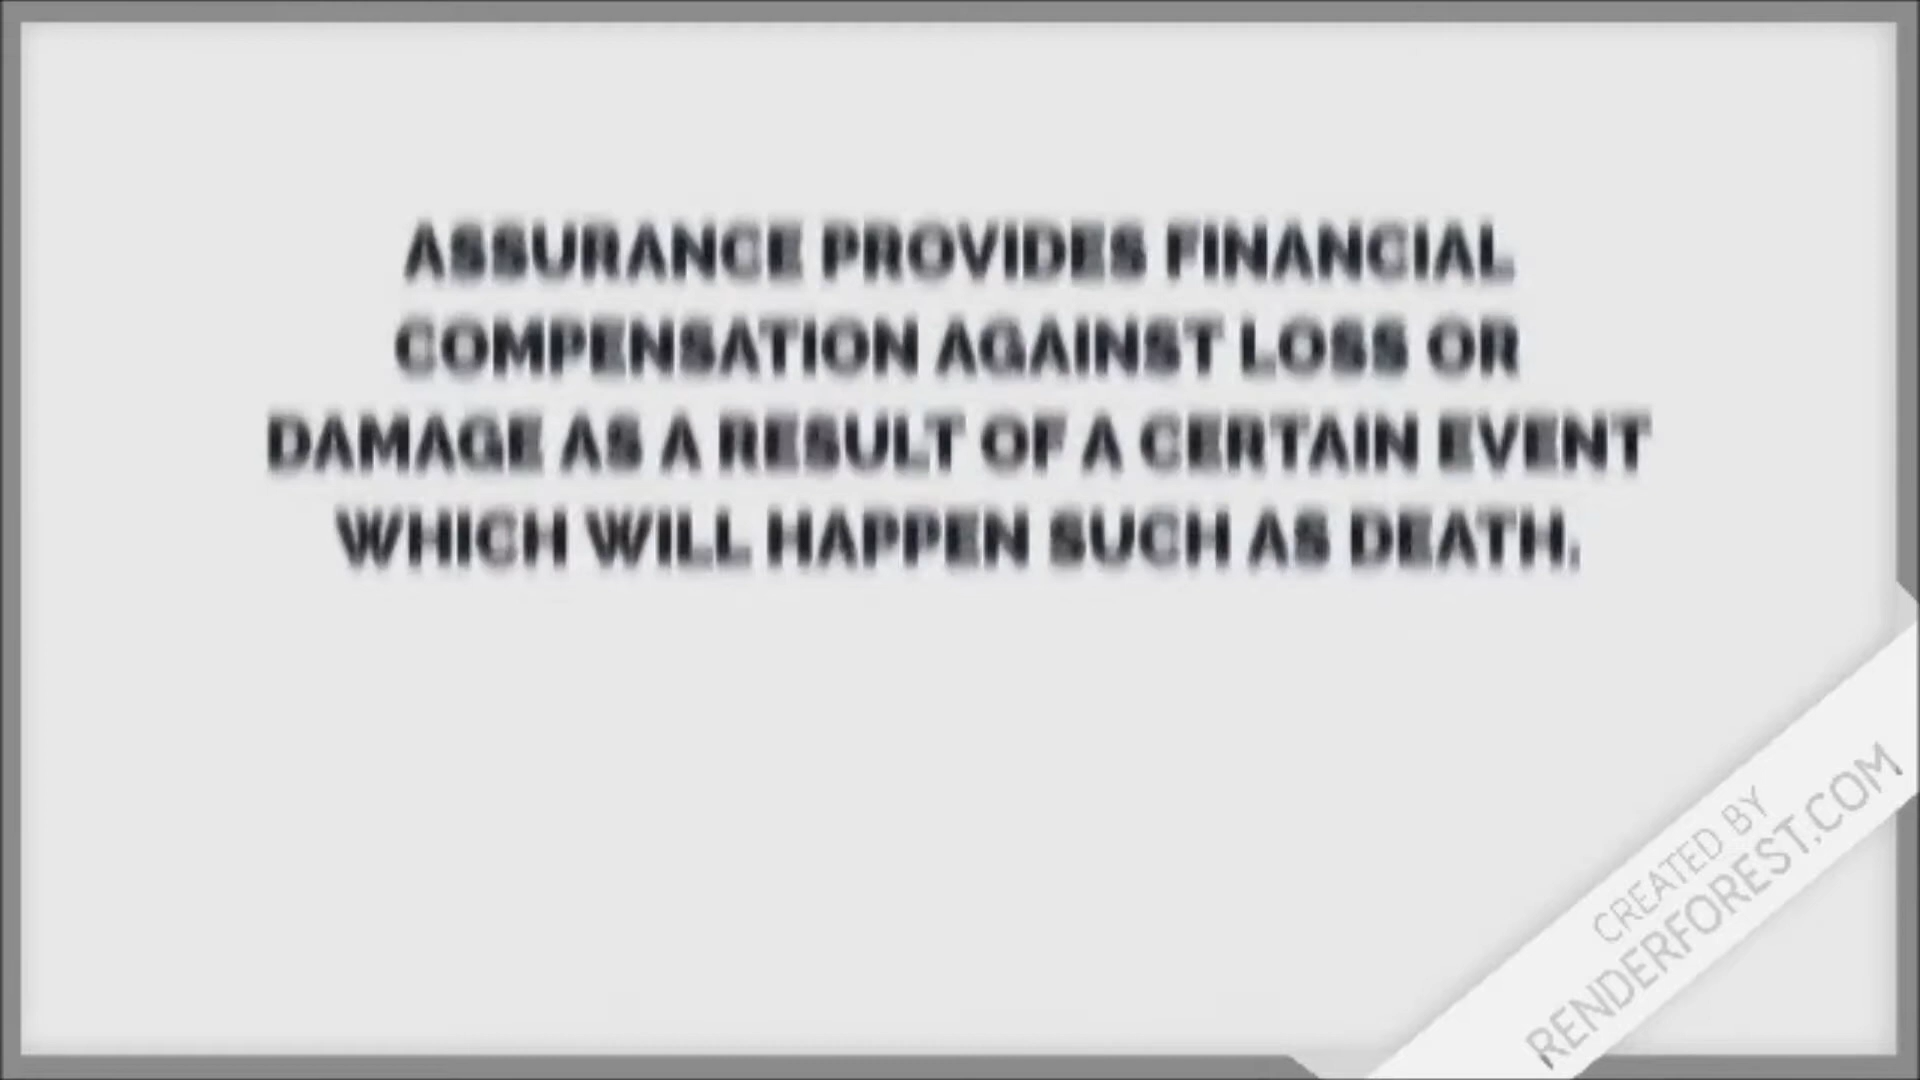 ASSURANCE PROVIDES FINANCIAL
COMPENSATION AGAINST LOSS OR
DAMAGE AS A RESULT OF A CERTAIN EVENT
WHICH WILL HAPPEN SUCH AS DEATH.
CREATED BY
RENDERFOREST.COM